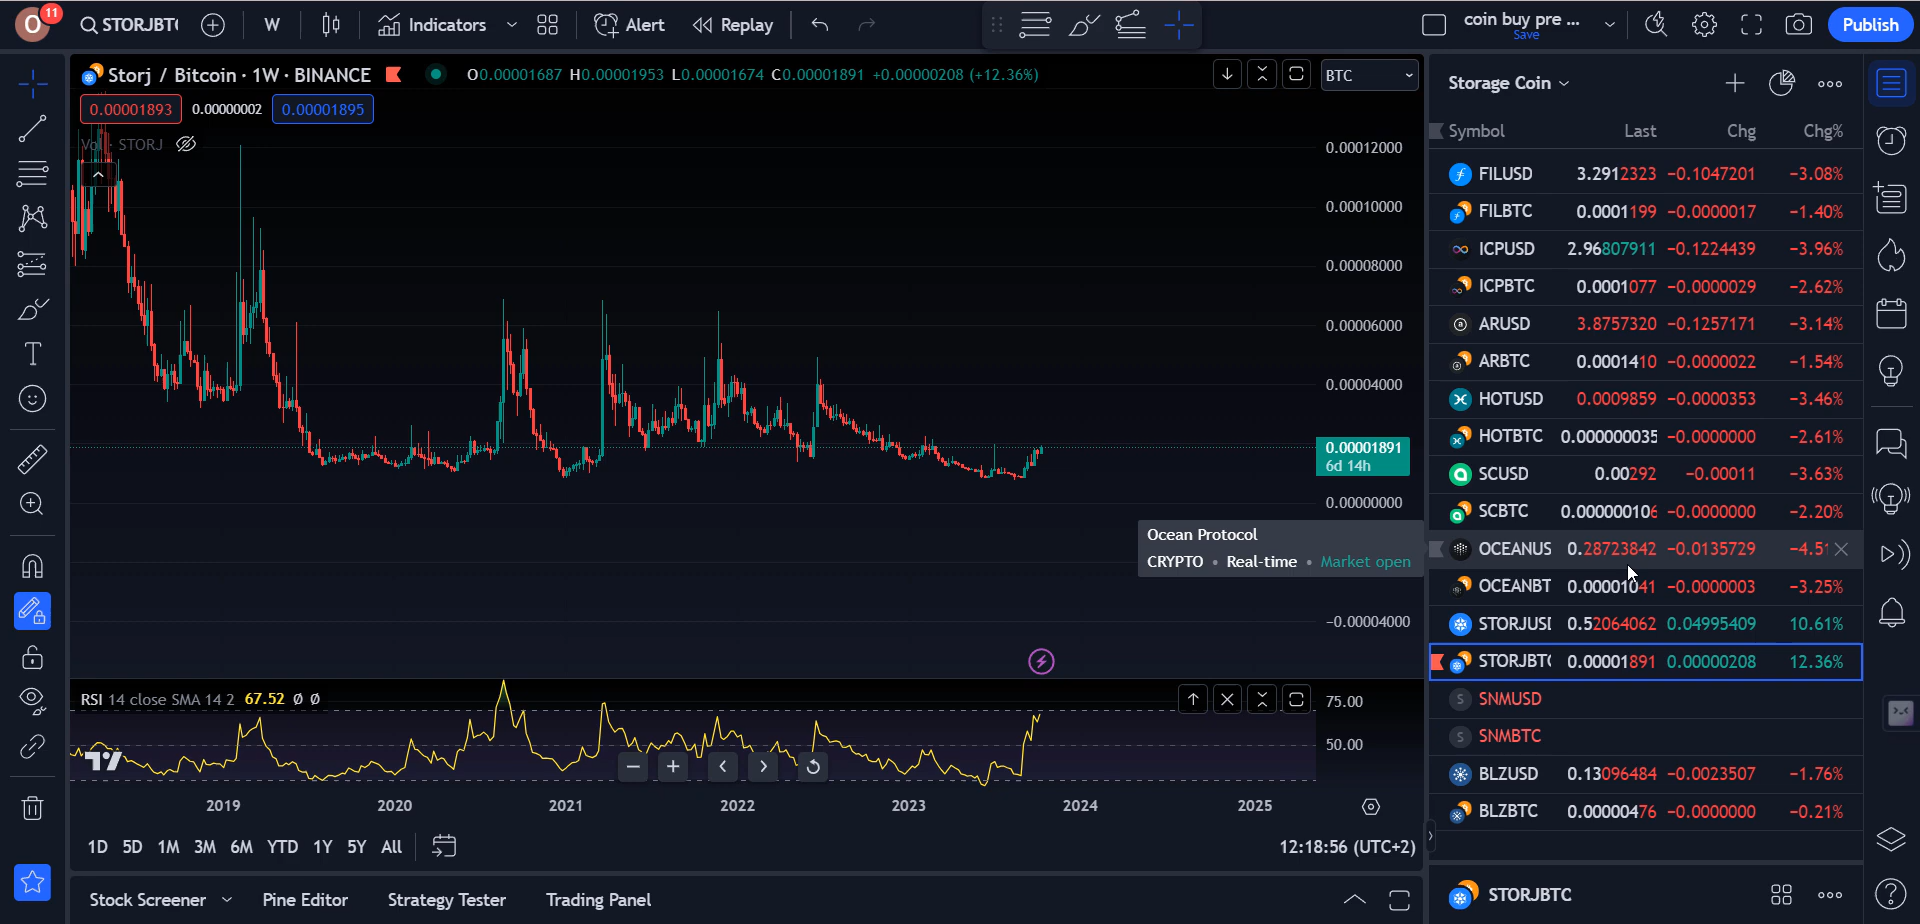 O 11 STORJBT W Indicators Alert Replay coin buy pre ... Save Publish
Storj / Bitcoin · 1W · BINANCE O0.00001687 H0.00001953 L0.00001674 C0.00001891 +0.00000208 (+12.36%) BTC
0.00001893 0.00000002 0.00001895
Vol · STORJ
0.00012000
0.00010000
0.00008000
0.00006000
0.00004000
0.00001891
6d 14h
0.00000000
-0.00004000
Ocean Protocol
CRYPTO • Real-time • Market open
RSI 14 close SMA 14 2 67.52 Ø Ø
75.00
50.00
2019 2020 2021 2022 2023 2024 2025
1D 5D 1M 3M 6M YTD 1Y 5Y All 12:18:56 (UTC+2)
Stock Screener Pine Editor Strategy Tester Trading Panel
Storage Coin
Symbol Last Chg Chg%
FILUSD 3.2912323 -0.1047201 -3.08%
FILBTC 0.0001199 -0.0000017 -1.40%
ICPUSD 2.96807911 -0.1224439 -3.96%
ICPBTC 0.0001077 -0.0000029 -2.62%
ARUSD 3.8757320 -0.1257171 -3.14%
ARBTC 0.0001410 -0.0000022 -1.54%
HOTUSD 0.0009859 -0.0000353 -3.46%
HOTBTC 0.000000035 -0.0000000 -2.61%
SCUSD 0.00292 -0.00011 -3.63%
SCBTC 0.000000106 -0.0000000 -2.20%
OCEANUS 0.28723842 -0.0135729 -4.51
OCEANBT 0.00001041 -0.0000003 -3.25%
STORJUS 0.52064062 0.04995409 10.61%
STORJBT 0.00001891 0.00000208 12.36%
S SNMUSD
S SNMBTC
BLZUSD 0.13096484 -0.0023507 -1.76%
BLZBTC 0.00000476 -0.0000000 -0.21%
STORJBTC